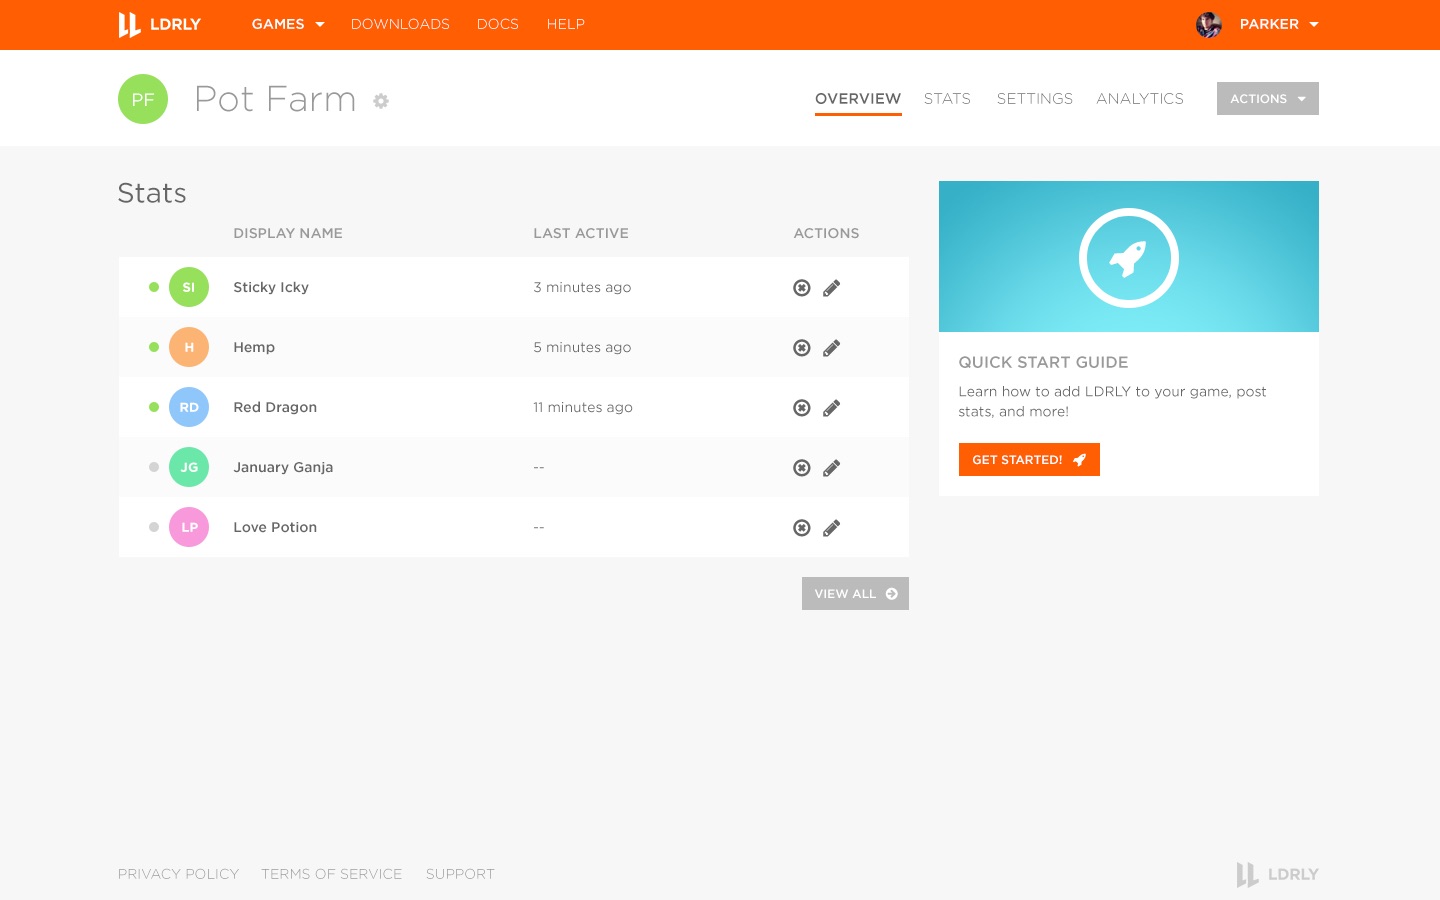 LDRLY GAMES DOWNLOADS DOCS HELP PARKER
PF Pot Farm OVERVIEW STATS SETTINGS ANALYTICS ACTIONS
Stats
DISPLAY NAME LAST ACTIVE ACTIONS
SI Sticky Icky 3 minutes ago
H Hemp 5 minutes ago
RD Red Dragon 11 minutes ago
JG January Ganja --
LP Love Potion --
VIEW ALL
QUICK START GUIDE
Learn how to add LDRLY to your game, post
stats, and more!
GET STARTED!
PRIVACY POLICY TERMS OF SERVICE SUPPORT LDRLY